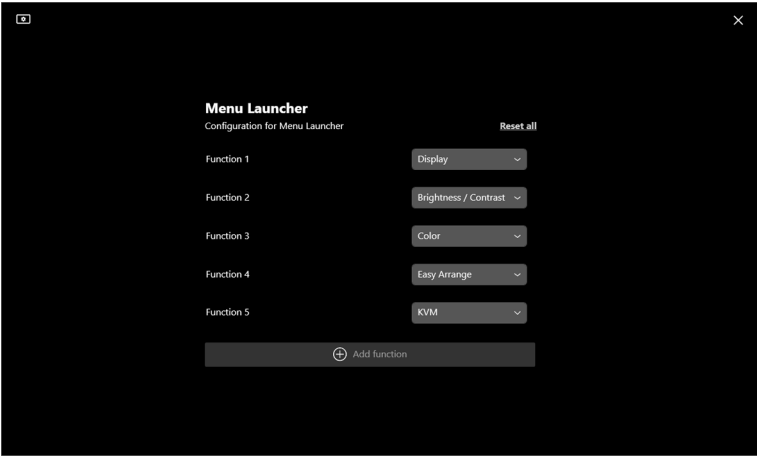 Menu Launcher
Configuration for Menu Launcher Reset all
Function 1 Display
Function 2 Brightness / Contrast
Function 3 Color
Function 4 Easy Arrange
Function 5 KVM
Add function